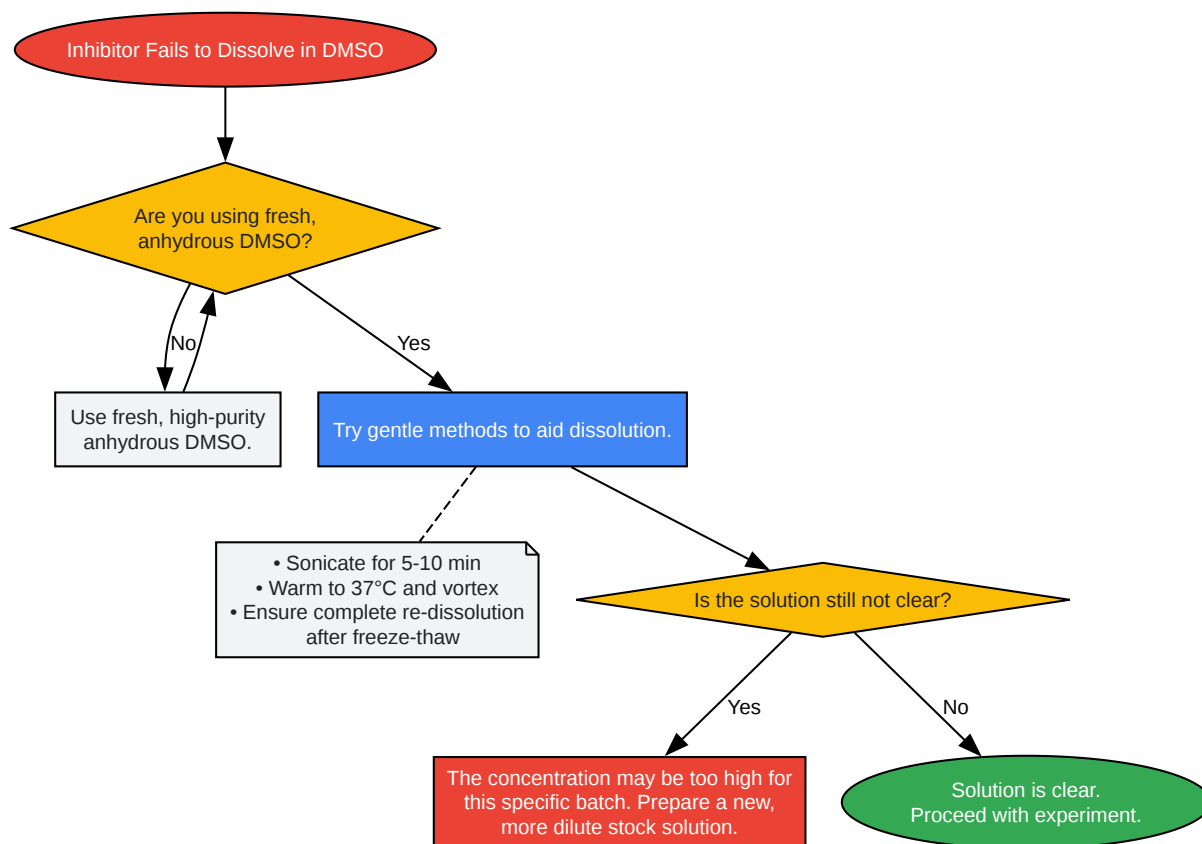 Inhibitor Fails to Dissolve in DMSO
Are you using fresh,
anhydrous DMSO?
No
Yes
Use fresh, high-purity
anhydrous DMSO.
Try gentle methods to aid dissolution.
• Sonicate for 5-10 min
• Warm to 37°C and vortex
• Ensure complete re-dissolution
after freeze-thaw
Is the solution still not clear?
Yes
No
The concentration may be too high for
this specific batch. Prepare a new,
more dilute stock solution.
Solution is clear.
Proceed with experiment.